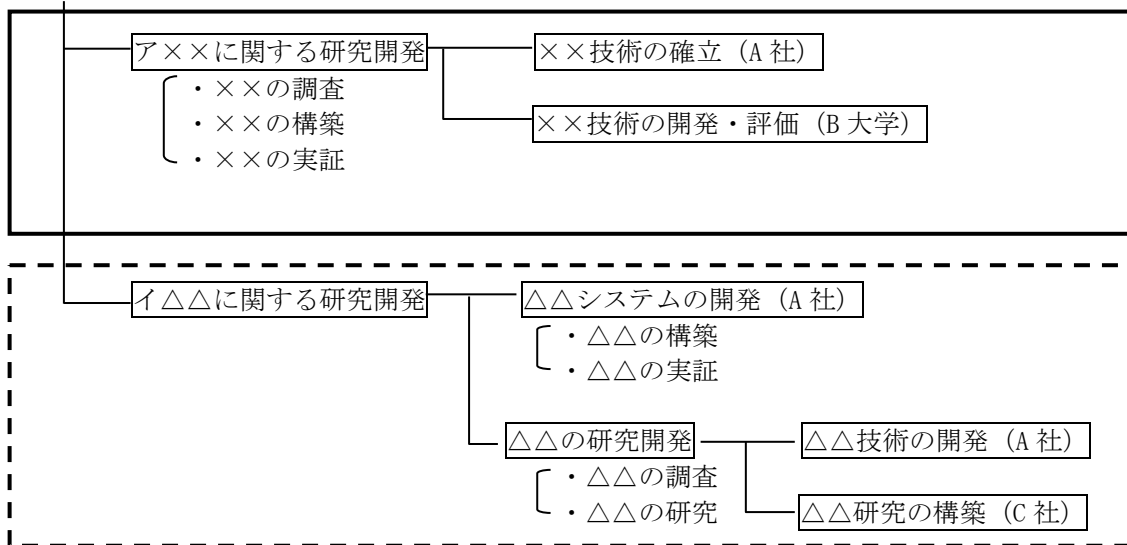 ア××に関する研究開発
××技術の確立（A 社）
・××の調査
・××の構築
・××の実証
××技術の開発・評価（B 大学）
イ△△に関する研究開発
△△システムの開発（A 社）
・△△の構築
・△△の実証
△△の研究開発
△△技術の開発（A 社）
・△△の調査
・△△の研究
△△研究の構築（C 社）